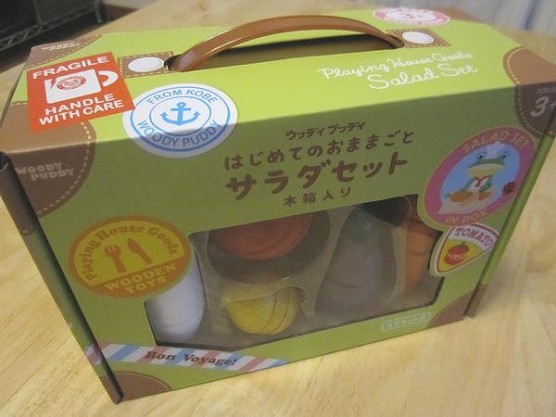 FRAGILE
HANDLE
WITH CARE
FROM KOBE
WOODY PUDDY
Playing House Goods
Salad Set
WOODY
PUDDY
ウッディプッディ
はじめてのおままごと
サラダセット
木箱入り
SALAD SET
IN BOX
TOMATO
Playing House Goods
WOODEN
TOYS
Bon Voyage!